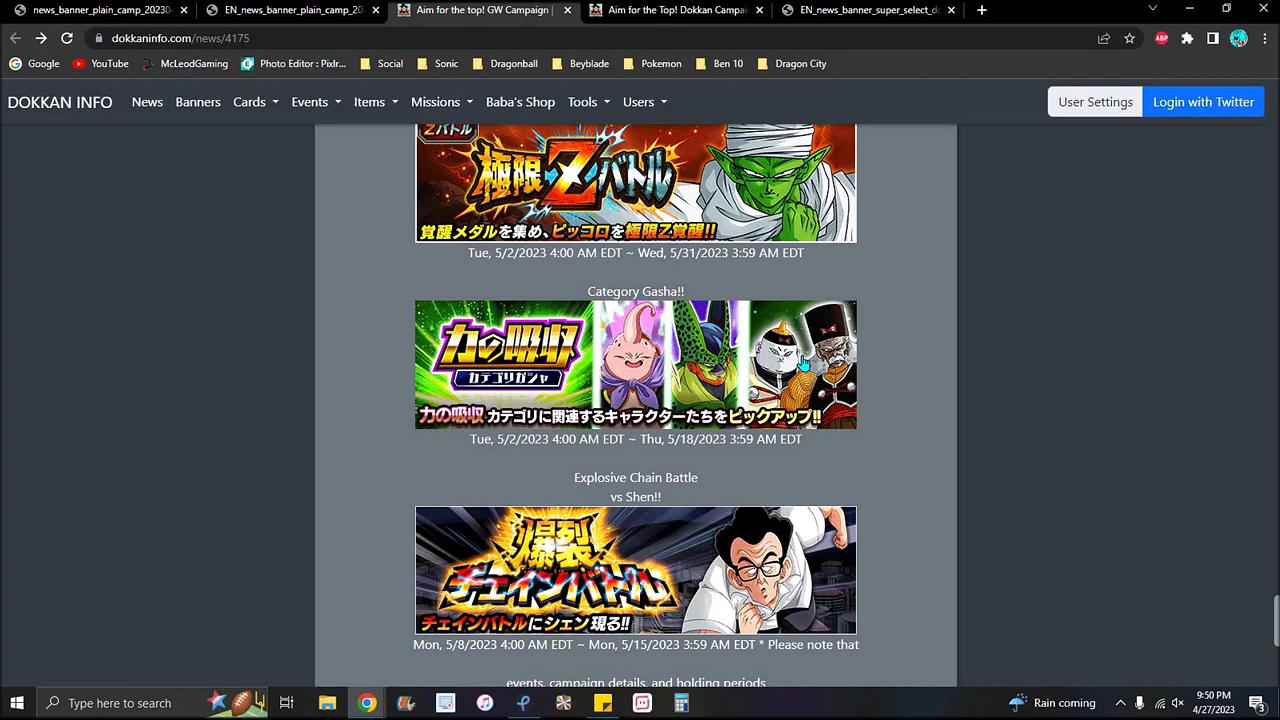 EN_news_banner_plain_camp_20230
EN_news_banner_plain_camp_20
Aim for the top! GW Campaign |
Aim for the Top! Dokkan Campai
EN_news_banner_super_select_do
dokkaninfo.com/news/4175
ABP
Google
YouTube
McLeodGaming
Photo Editor : Pixlr...
Social
Sonic
Dragonball
Beyblade
Pokemon
Ben 10
Dragon City
DOKKAN INFO
News
Banners
Cards
Events
Items
Missions
Baba's Shop
Tools
Users
User Settings
Login with Twitter
Zバトル
極限Zバトル
覚醒メダルを集め、ピッコロを極限Z覚醒!!
Tue, 5/2/2023 4:00 AM EDT ~ Wed, 5/31/2023 3:59 AM EDT
Category Gasha!!
力の吸収
カテゴリガシャ
力の吸収 カテゴリに関連するキャラクターたちをピックアップ!!
Tue, 5/2/2023 4:00 AM EDT ~ Thu, 5/18/2023 3:59 AM EDT
Explosive Chain Battle
vs Shen!!
爆裂
チェインバトル
チェインバトルにシェン現る!!
Mon, 5/8/2023 4:00 AM EDT ~ Mon, 5/15/2023 3:59 AM EDT * Please note that
events, campaign details, and holding periods
Type here to search
Rain coming
9:50 PM
4/27/2023
3